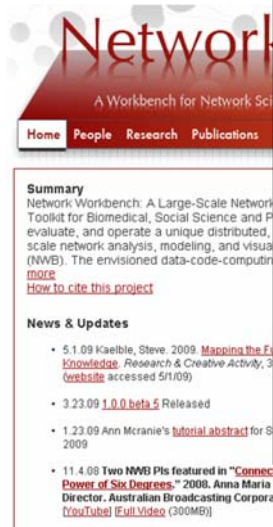 Network
A Workbench for Network Sci
Home People Research Publications
Summary
Network Workbench: A Large-Scale Network
Toolkit for Biomedical, Social Science and P
evaluate, and operate a unique distributed,
scale network analysis, modeling, and visua
(NWB). The envisioned data-code-computin
more
How to cite this project
News & Updates
• 5.1.09 Kaelble, Steve. 2009. Mapping the Fu
Knowledge. Research & Creative Activity, 3
(website accessed 5/1/09)
• 3.23.09 1.0.0 beta 5 Released
• 1.23.09 Ann Mcranie's tutorial abstract for S
2009
• 11.4.08 Two NWB PIs featured in "Connec
Power of Six Degrees." 2008. Anna Maria
Director. Australian Broadcasting Corpora
[YouTube] [Full Video (300MB)]